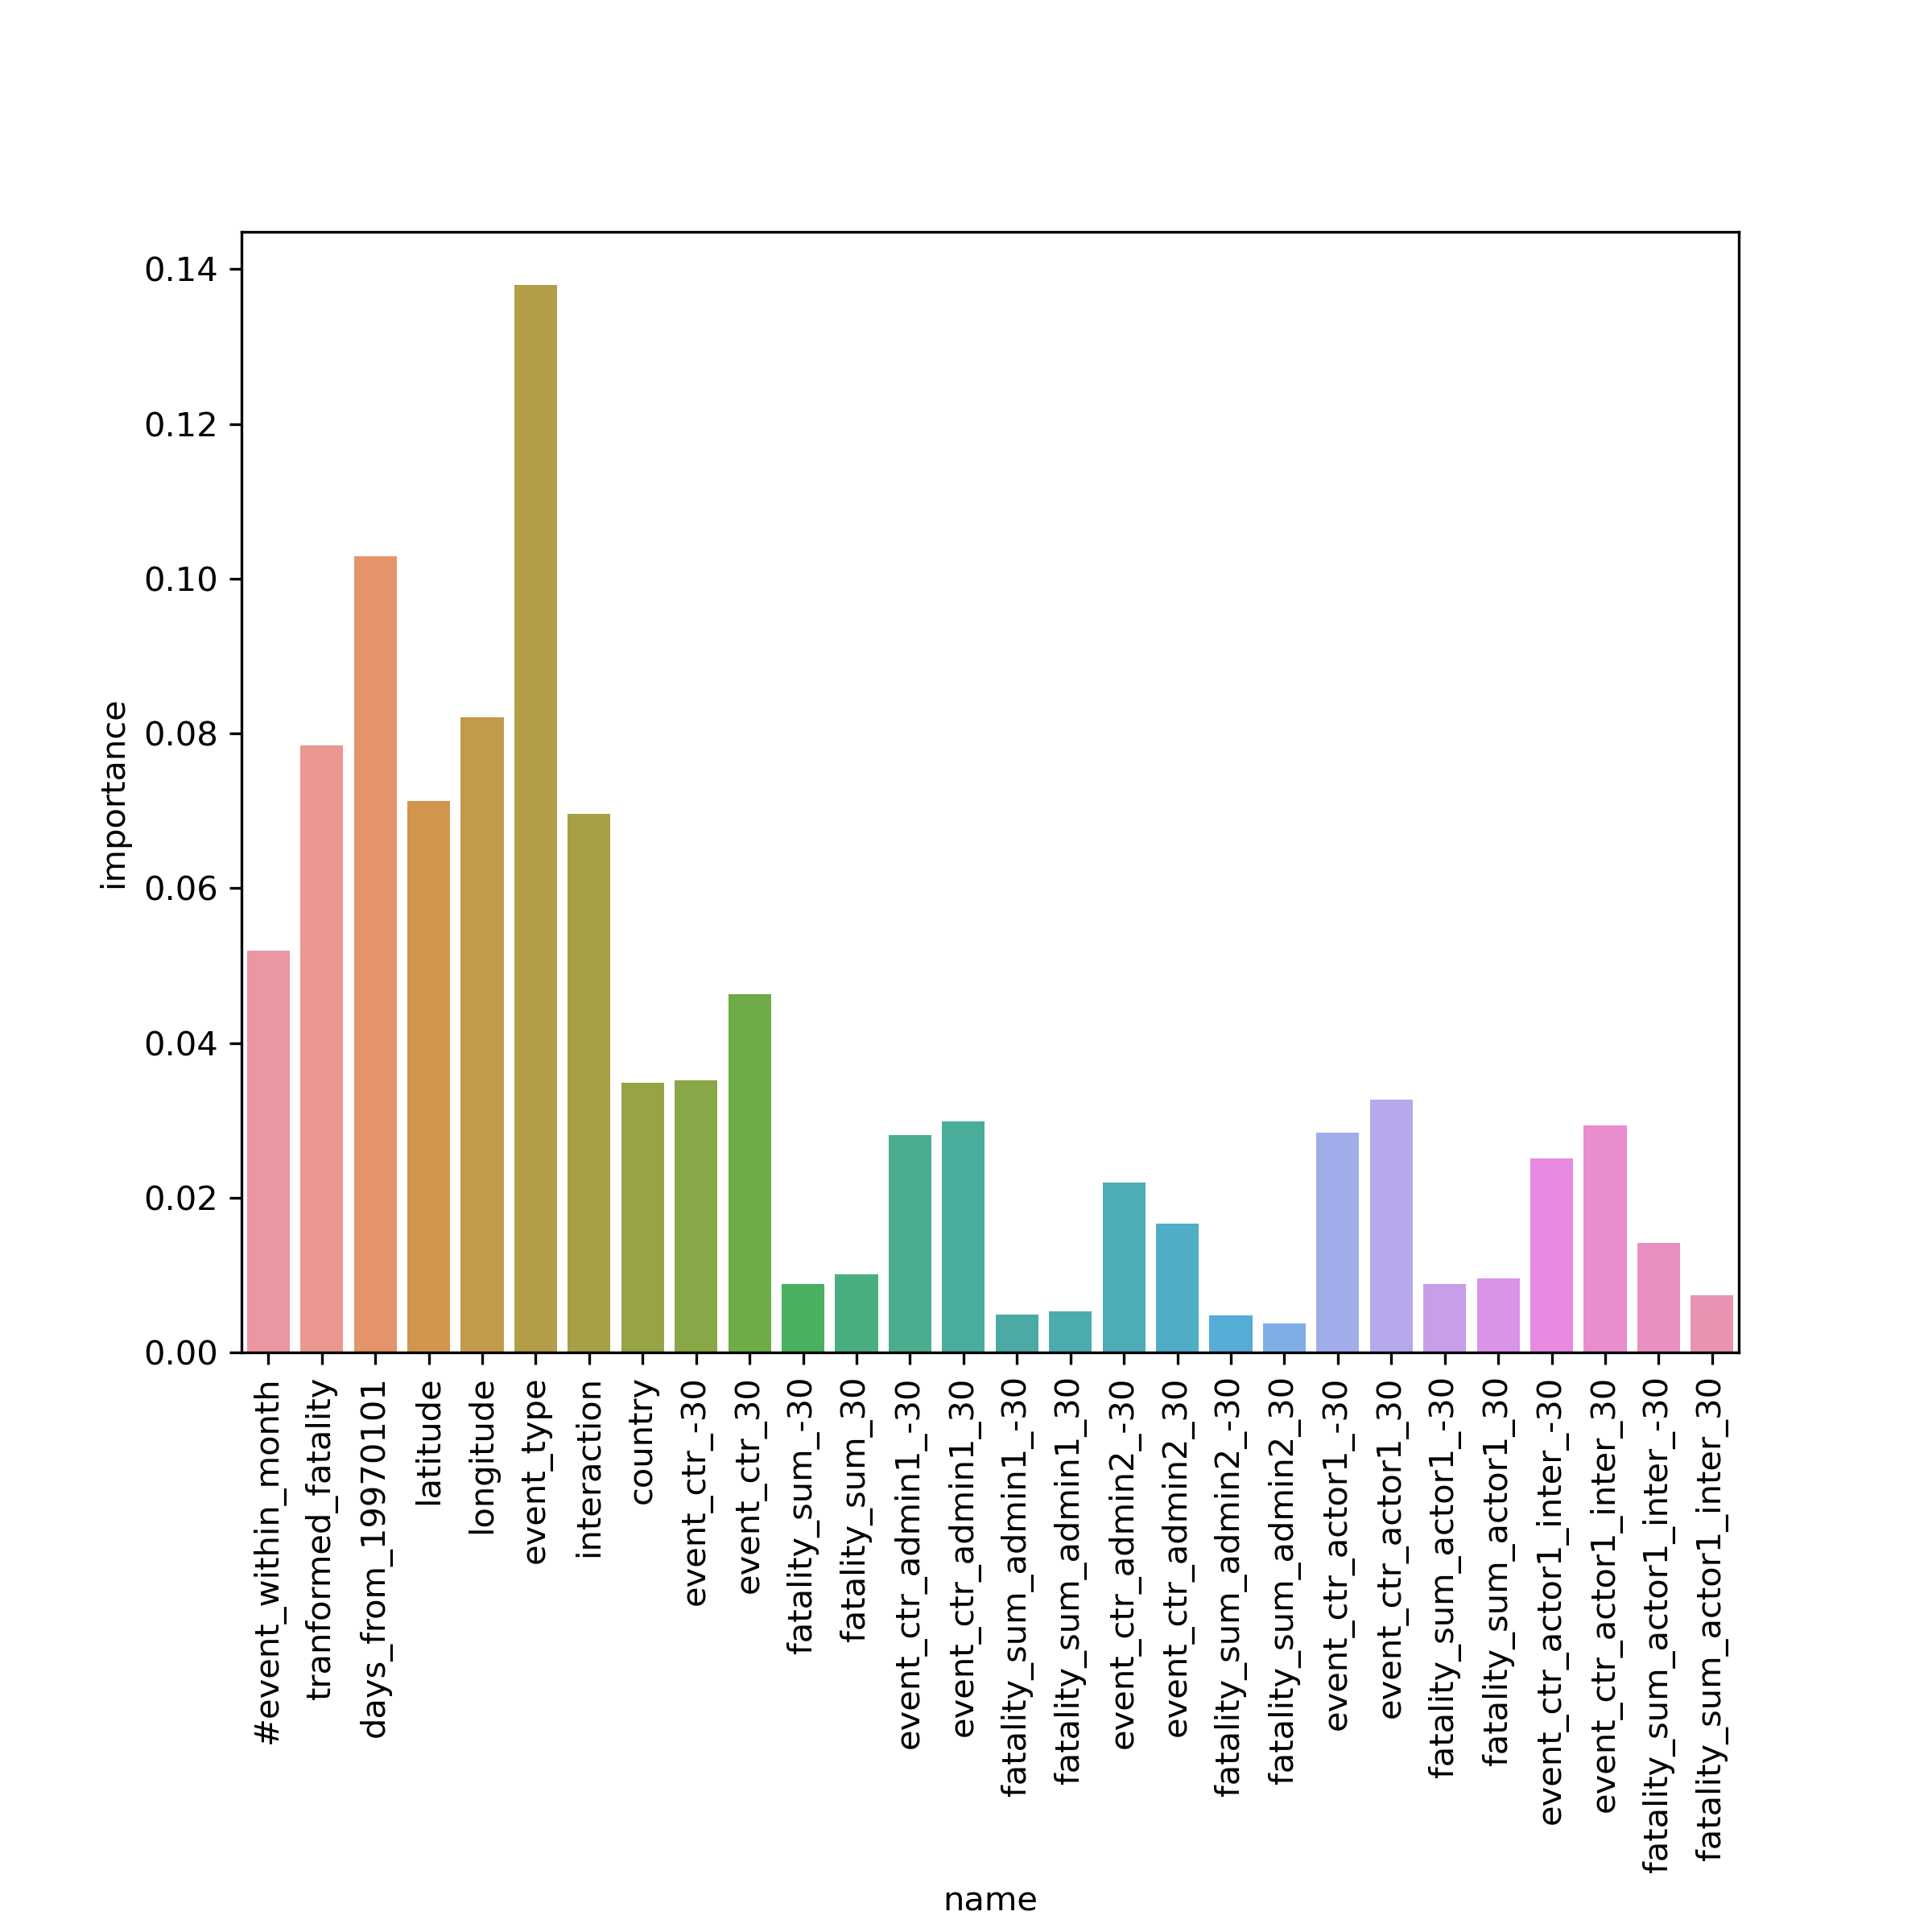 0.14
0.12
0.10
0.08
0.06
0.04
0.02
0.00
importance
#event_within_month
tranformed_fatality
days_from_19970101
latitude
longitude
event_type
interaction
country
event_ctr_-30
event_ctr_30
fatality_sum_-30
fatality_sum_30
event_ctr_admin1_-30
event_ctr_admin1_30
fatality_sum_admin1_-30
fatality_sum_admin1_30
event_ctr_admin2_-30
event_ctr_admin2_30
fatality_sum_admin2_-30
fatality_sum_admin2_30
event_ctr_actor1_-30
event_ctr_actor1_30
fatality_sum_actor1_-30
fatality_sum_actor1_30
event_ctr_actor1_inter_-30
event_ctr_actor1_inter_30
fatality_sum_actor1_inter_-30
fatality_sum_actor1_inter_30
name